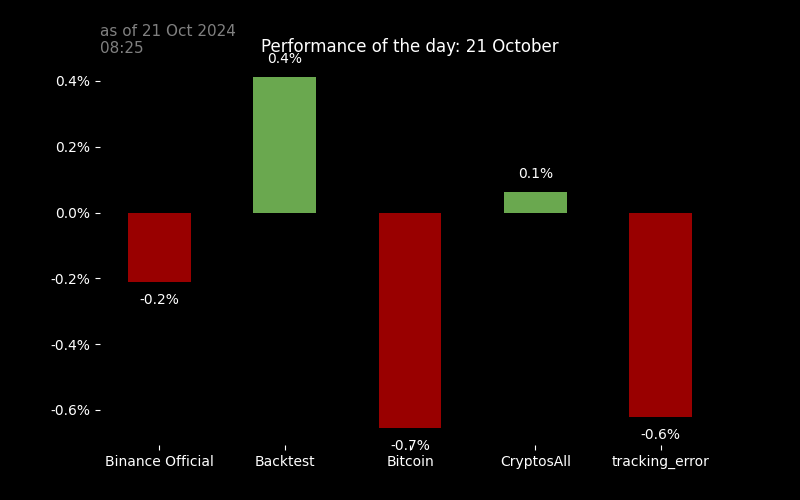 as of 21 Oct 2024
08:25
Performance of the day: 21 October
0.4%
0.2%
0.0%
-0.2%
-0.4%
-0.6%
-0.2%
0.4%
-0.7%
0.1%
-0.6%
Binance Official
Backtest
Bitcoin
CryptosAll
tracking_error